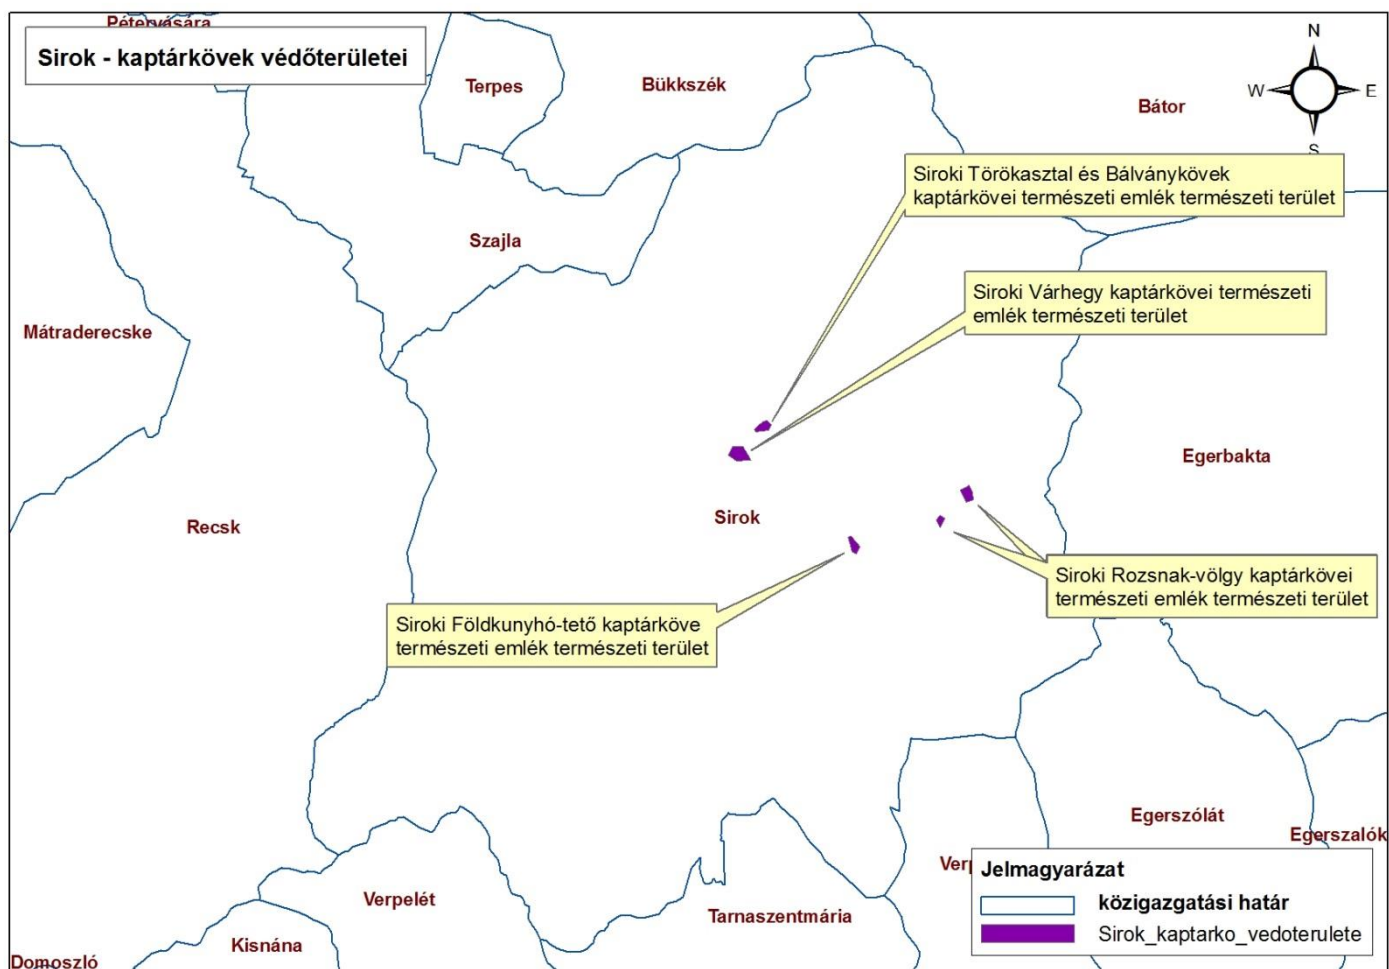 Pétervására
Sirok - kaptárkövek védőterületei
Terpes
Bükkszék
Bátor
N
W
E
S
Siroki Törökasztal és Bálványkövek
kaptárkövei természeti emlék természeti terület
Szajla
Siroki Várhegy kaptárkövei természeti
emlék természeti terület
Mátraderecske
Egerbakta
Recsk
Sirok
Siroki Rozsnak-völgy kaptárkövei
természeti emlék természeti terület
Siroki Földkunyhó-tető kaptárköve
természeti emlék természeti terület
Egerszólát
Egerszalók
Verpelét
Tarnaszentmária
Kisnána
Domoszló
Jelmagyarázat
közigazgatási határ
Sirok_kaptarko_vedoterulete